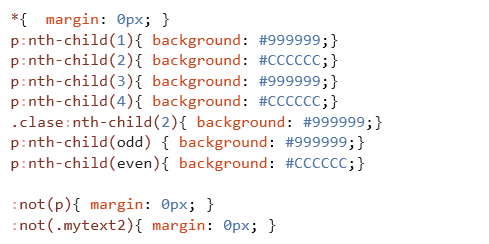 *{  margin: 0px; }
p:nth-child(1){ background: #999999;}
p:nth-child(2){ background: #CCCCCC;}
p:nth-child(3){ background: #999999;}
p:nth-child(4){ background: #CCCCCC;}
.clase:nth-child(2){ background: #999999;}
p:nth-child(odd) { background: #999999;}
p:nth-child(even){ background: #CCCCCC;}

:not(p){ margin: 0px; }
:not(.mytext2){ margin: 0px; }